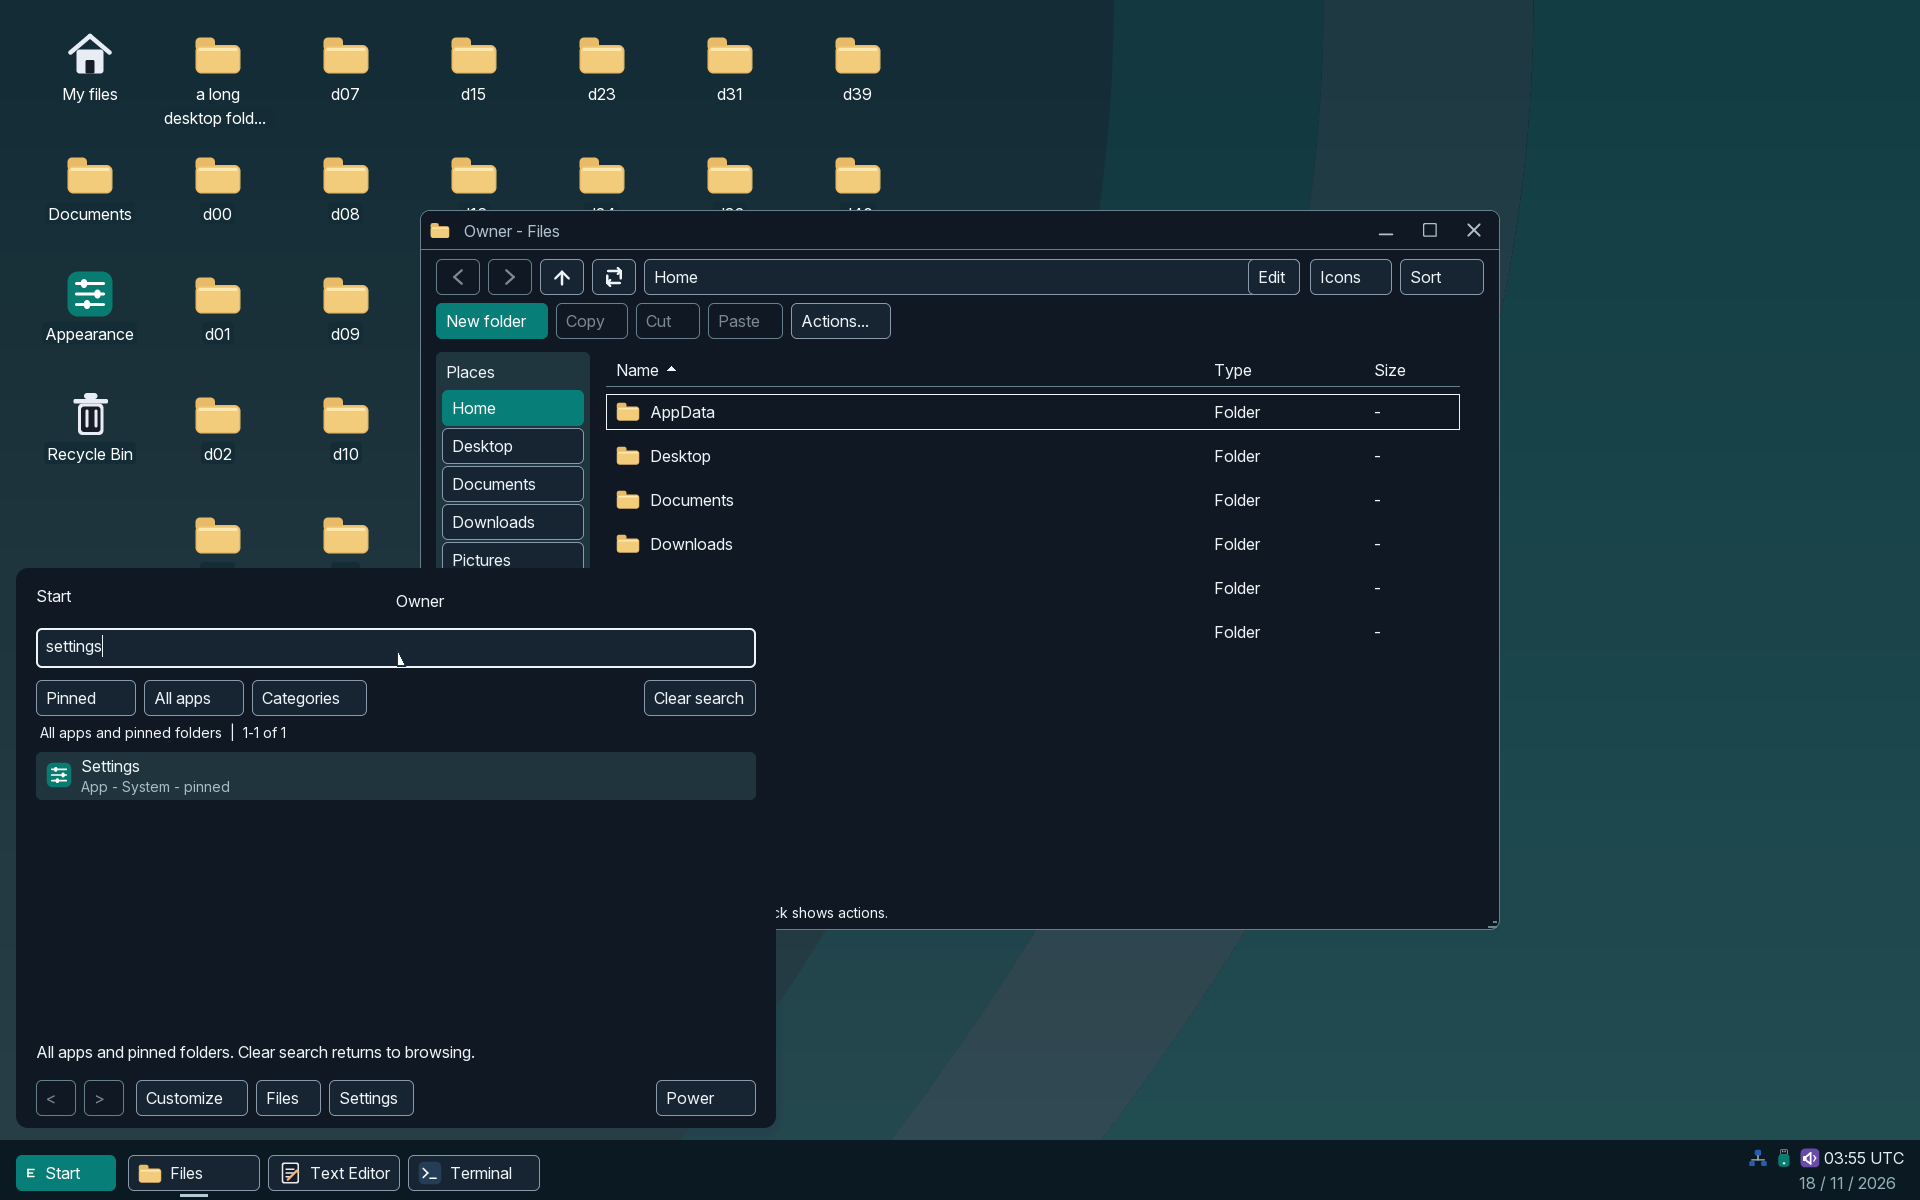 My files
a long
desktop fold...
d07
d15
d23
d31
d39
Documents
d00
d08
Appearance
d01
d09
Recycle Bin
d02
d10
Owner - Files
Home
Edit
Icons
Sort
New folder
Copy
Cut
Paste
Actions...
Places
Home
Desktop
Documents
Downloads
Pictures
Name
Type
Size
AppData
Folder
-
Desktop
Folder
-
Documents
Folder
-
Downloads
Folder
-
Folder
-
Folder
-
ck shows actions.
Start
Owner
settings
Pinned
All apps
Categories
Clear search
All apps and pinned folders | 1-1 of 1
Settings
App - System - pinned
All apps and pinned folders. Clear search returns to browsing.
<
>
Customize
Files
Settings
Power
E Start
Files
Text Editor
Terminal
03:55 UTC
18 / 11 / 2026